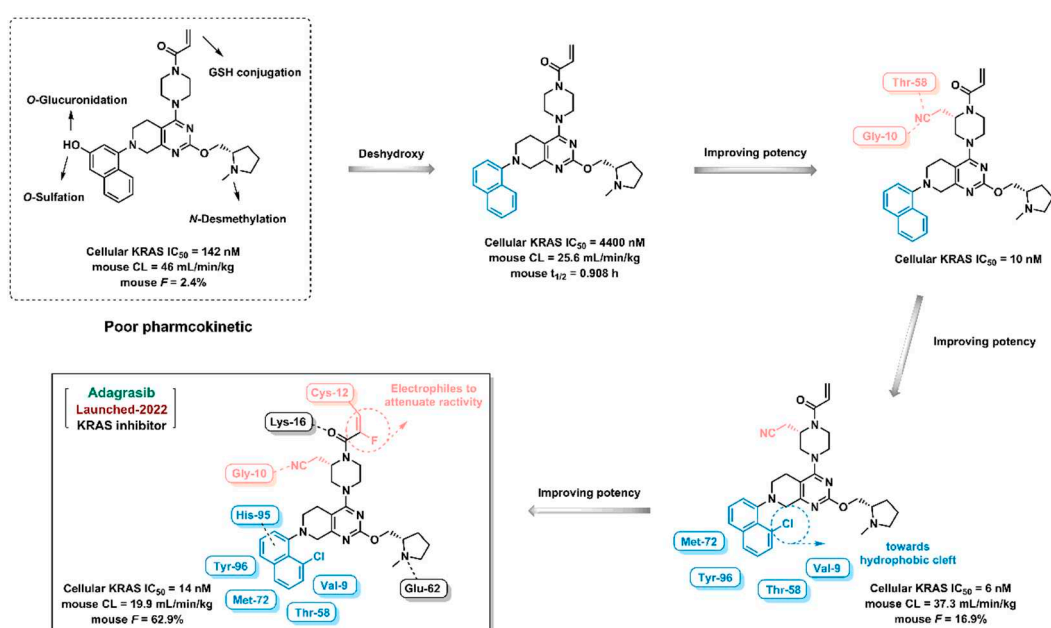 O
N
GSH conjugation
O-Glucuronidation
N
HO
N
N
N
O
N
O-Sulfation
N-Desmethylation
Cellular KRAS IC50 = 142 nM
mouse CL = 46 mL/min/kg
mouse F = 2.4%
Poor pharmcokinetic
Deshydroxy
O
N
N
N
N
N
O
N
Cellular KRAS IC50 = 4400 nM
mouse CL = 25.6 mL/min/kg
mouse t1/2 = 0.908 h
Improving potency
Thr-58
O
NC
N
Gly-10
N
N
N
N
O
N
Cellular KRAS IC50 = 10 nM
Improving potency
O
NC
N
N
N
N
N
O
N
Cl
Met-72
Tyr-96
Thr-58
Val-9
towards
hydrophobic cleft
Cellular KRAS IC50 = 6 nM
mouse CL = 37.3 mL/min/kg
mouse F = 16.9%
Improving potency
Adagrasib
Launched-2022
KRAS inhibitor
Cys-12
Electrophiles to
attenuate ractivity
Lys-16
O
F
NC
N
Gly-10
N
His-95
N
N
N
O
N
Cl
Tyr-96
Val-9
Glu-62
Met-72
Thr-58
Cellular KRAS IC50 = 14 nM
mouse CL = 19.9 mL/min/kg
mouse F = 62.9%